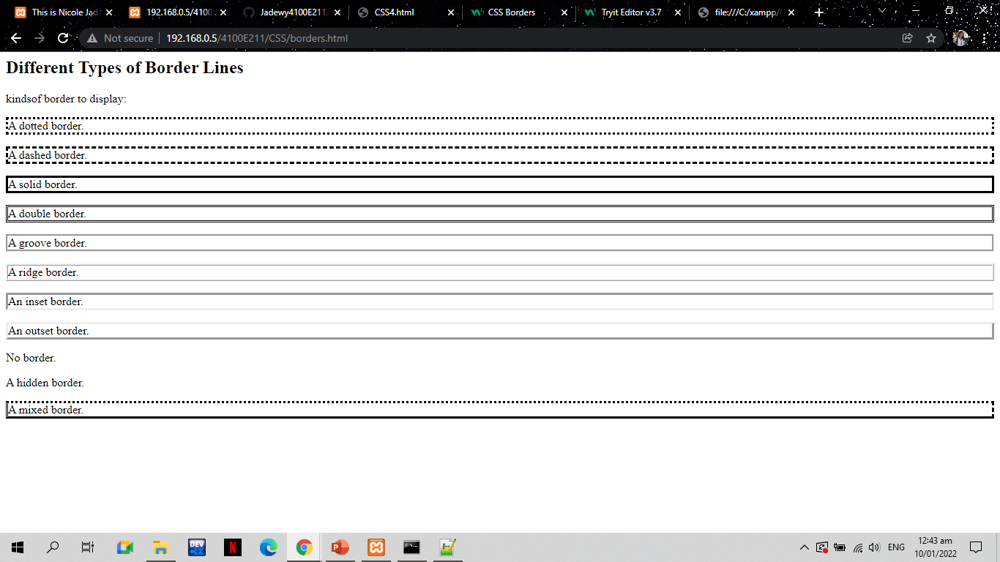 This is Nicole Jad
192.168.0.5/4100
Jadewy4100E211
CSS4.html
CSS Borders
Tryit Editor v3.7
file:///C:/xampp/
Not secure
192.168.0.5/4100E211/CSS/borders.html
Different Types of Border Lines
kindsof border to display:
A dotted border.
A dashed border.
A solid border.
A double border.
A groove border.
A ridge border.
An inset border.
An outset border.
No border.
A hidden border.
A mixed border.
DEV
N
P
ENG
12:43 am
10/01/2022